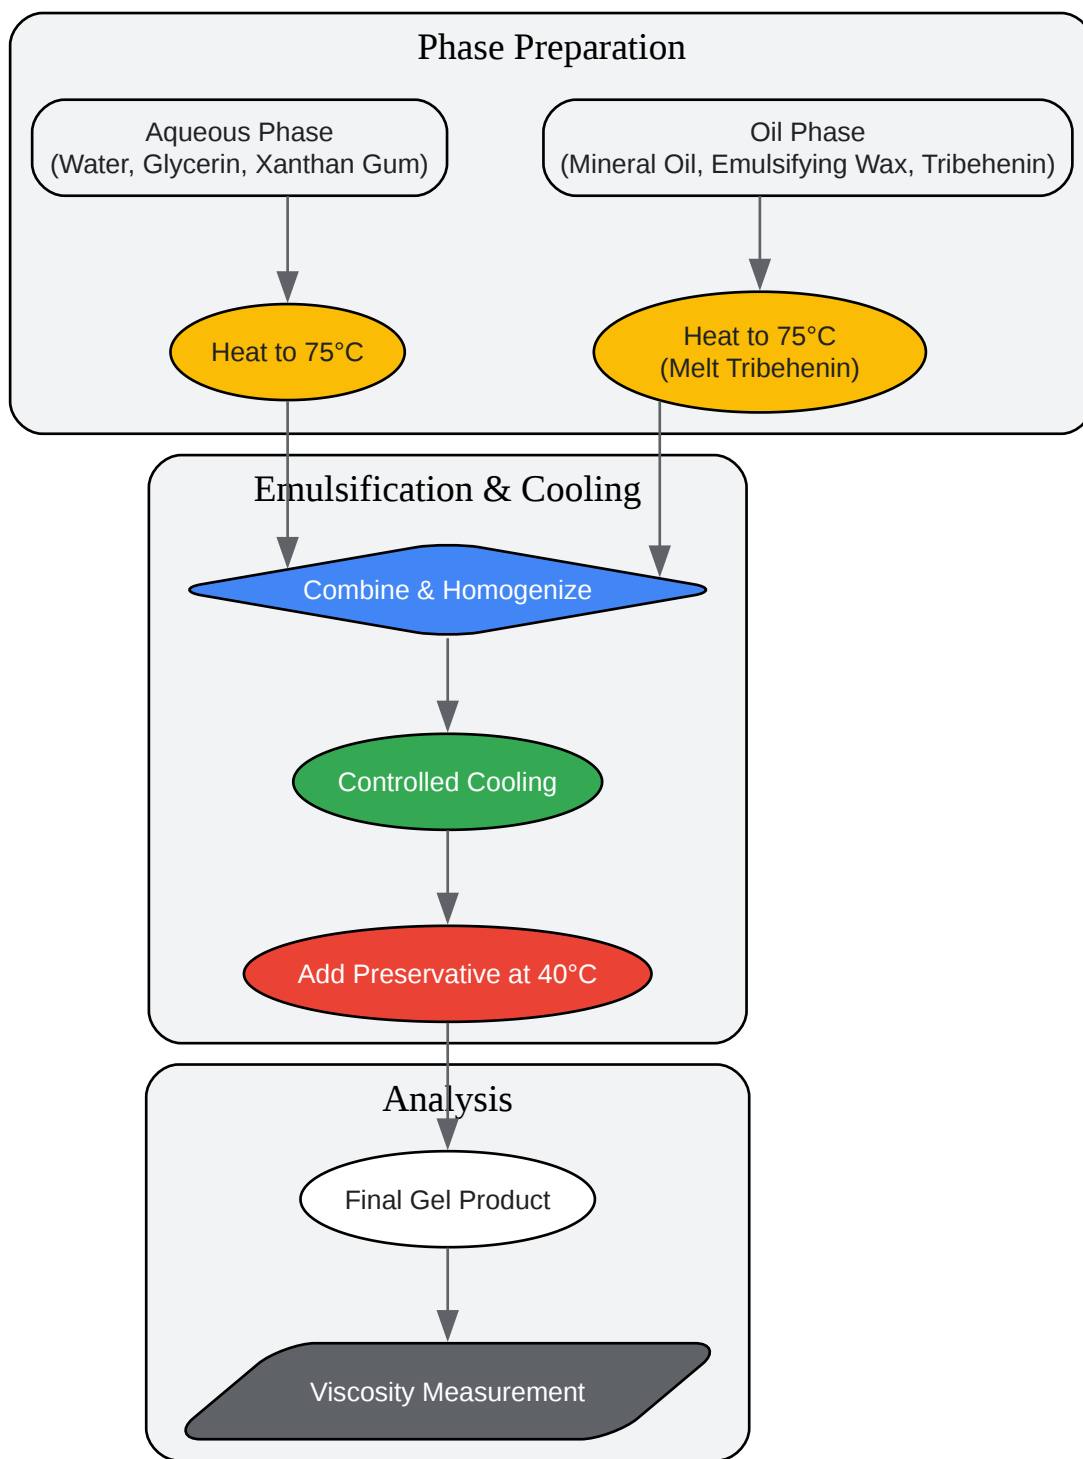 Phase Preparation
Aqueous Phase
(Water, Glycerin, Xanthan Gum)
Oil Phase
(Mineral Oil, Emulsifying Wax, Tribehenin)
Heat to 75°C
Heat to 75°C
(Melt Tribehenin)
Emulsification & Cooling
Combine & Homogenize
Controlled Cooling
Add Preservative at 40°C
Analysis
Final Gel Product
Viscosity Measurement